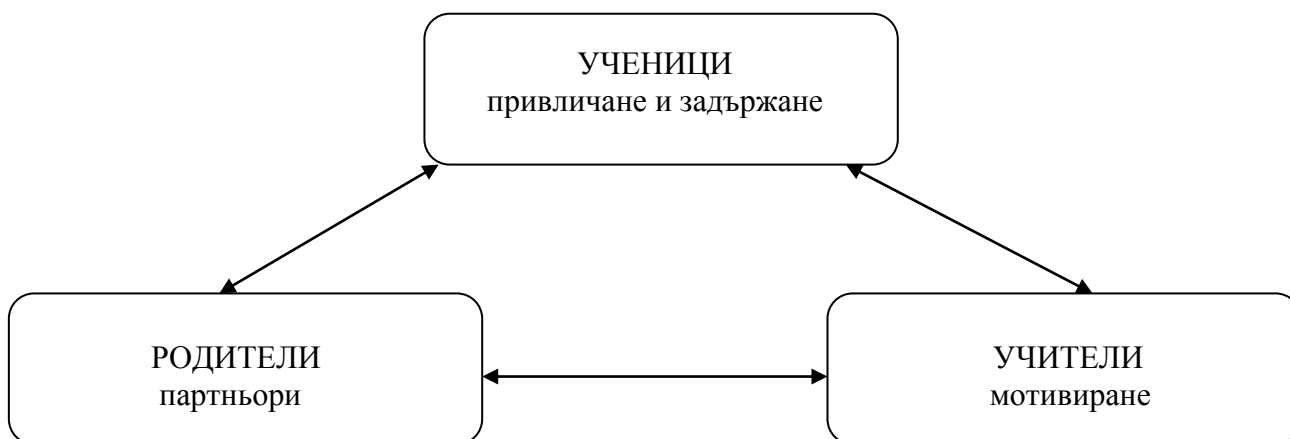 УЧЕНИЦИ
привличане и задържане
РОДИТЕЛИ
партньори
УЧИТЕЛИ
мотивиране